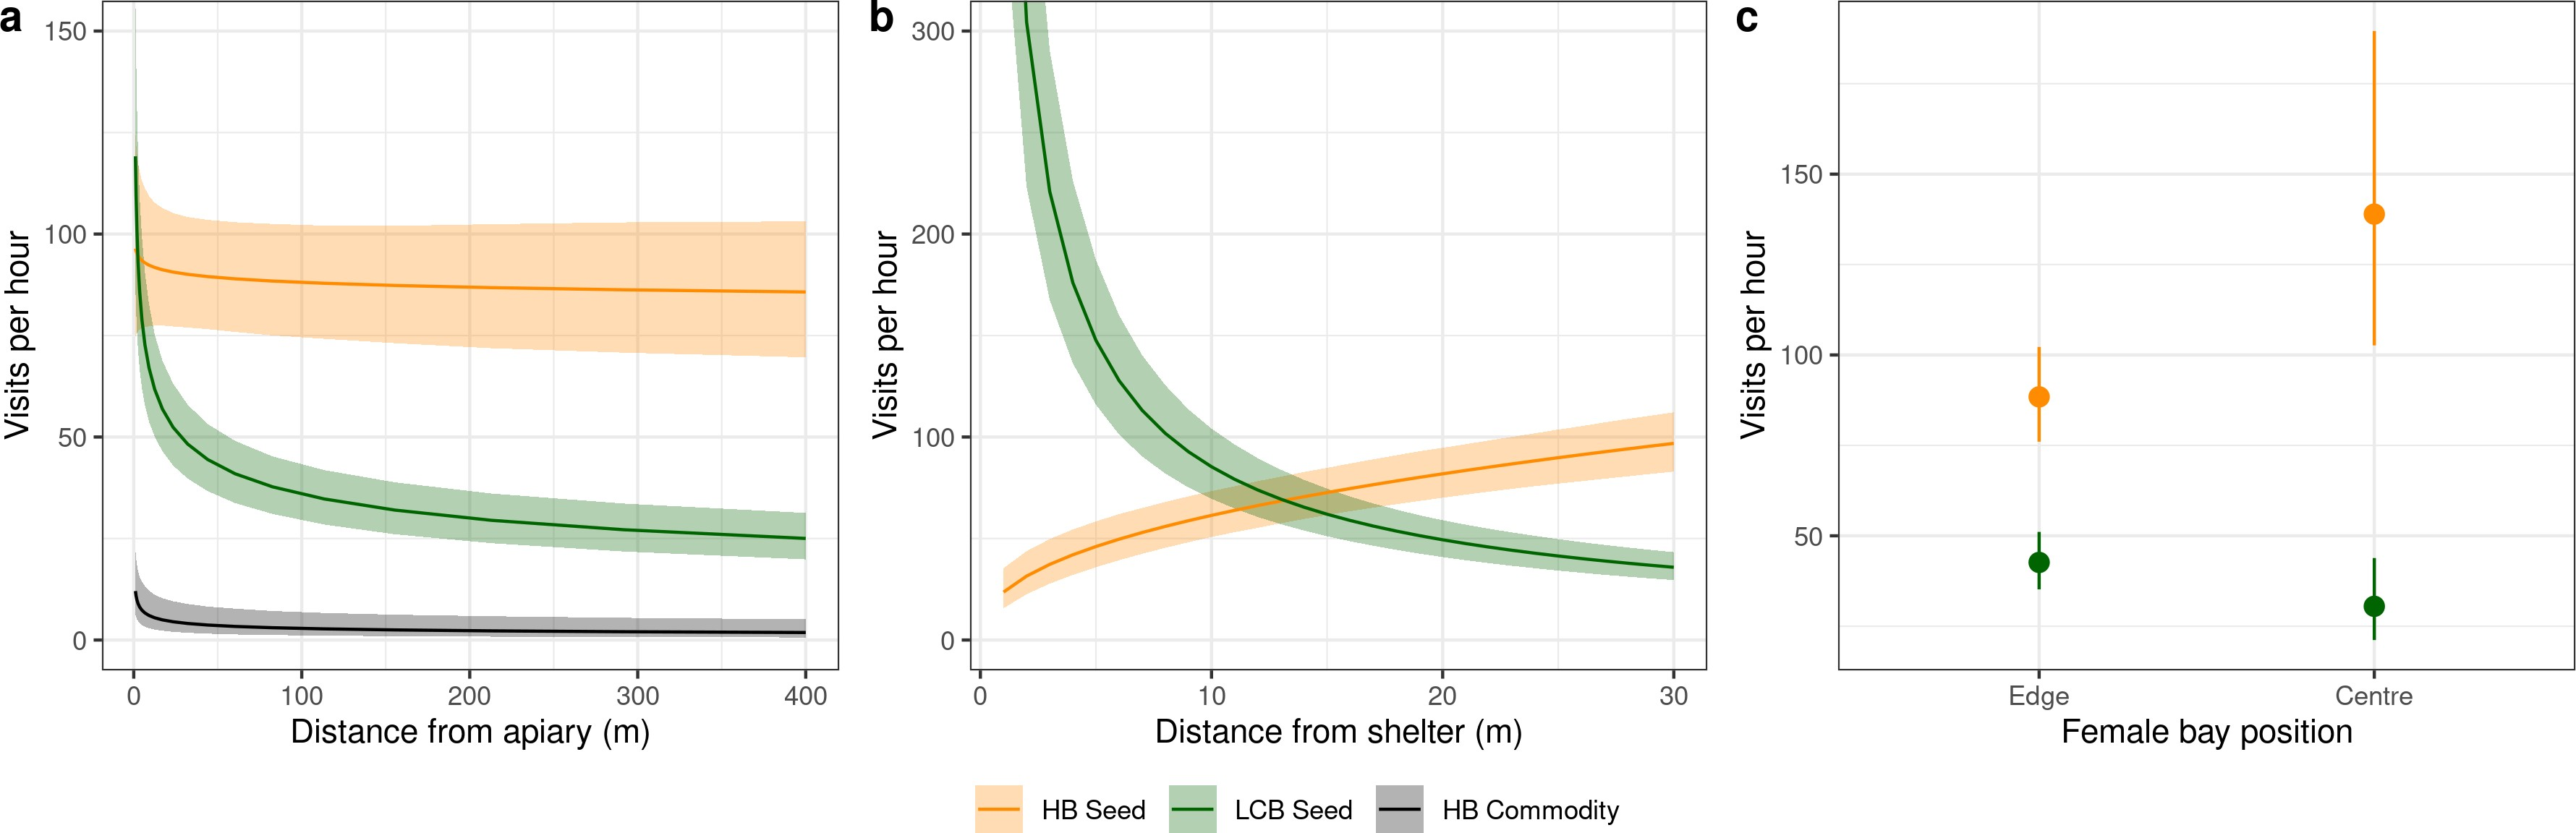 a
Visits per hour
150
100
50
0
0 100 200 300 400
Distance from apiary (m)
b
Visits per hour
300
200
100
0
0 10 20 30
Distance from shelter (m)
c
Visits per hour
150
100
50
Edge Centre
Female bay position
HB Seed LCB Seed HB Commodity